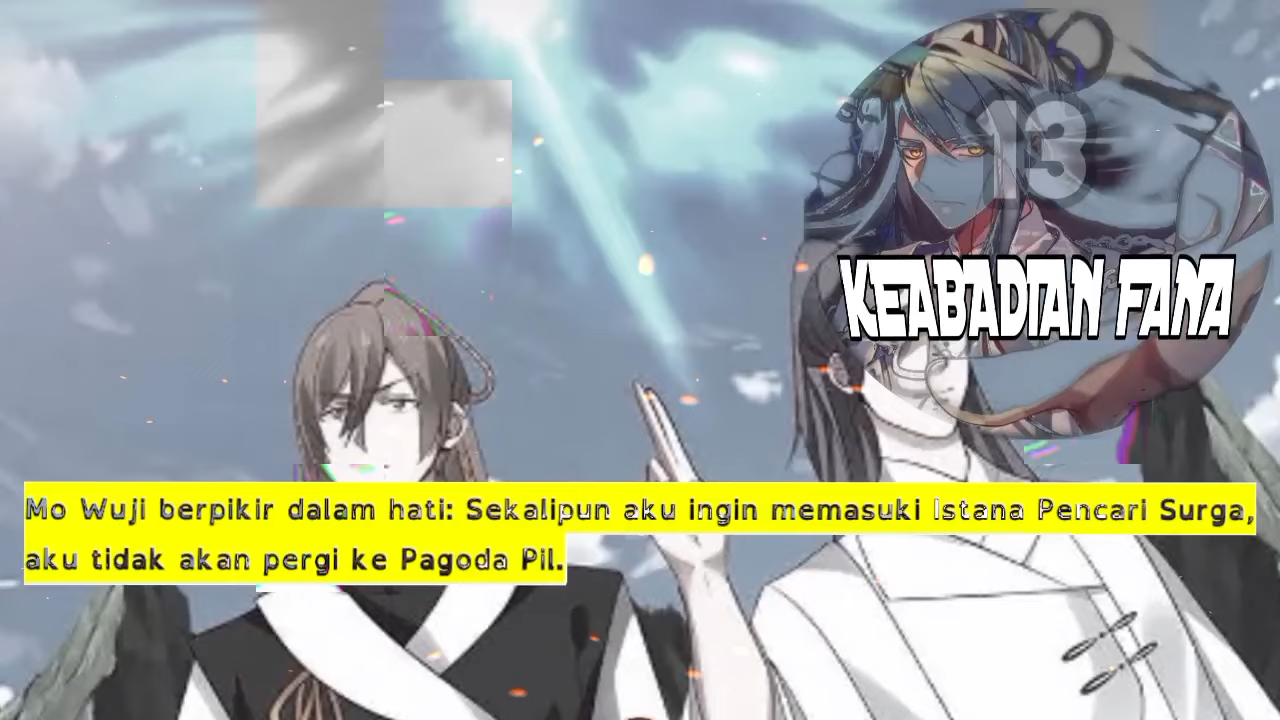 13
KEABADIAN FANA
Mo Wuji berpikir dalam hati: Sekalipun aku ingin memasuki Istana Pencari Surga,
aku tidak akan pergi ke Pagoda Pil.